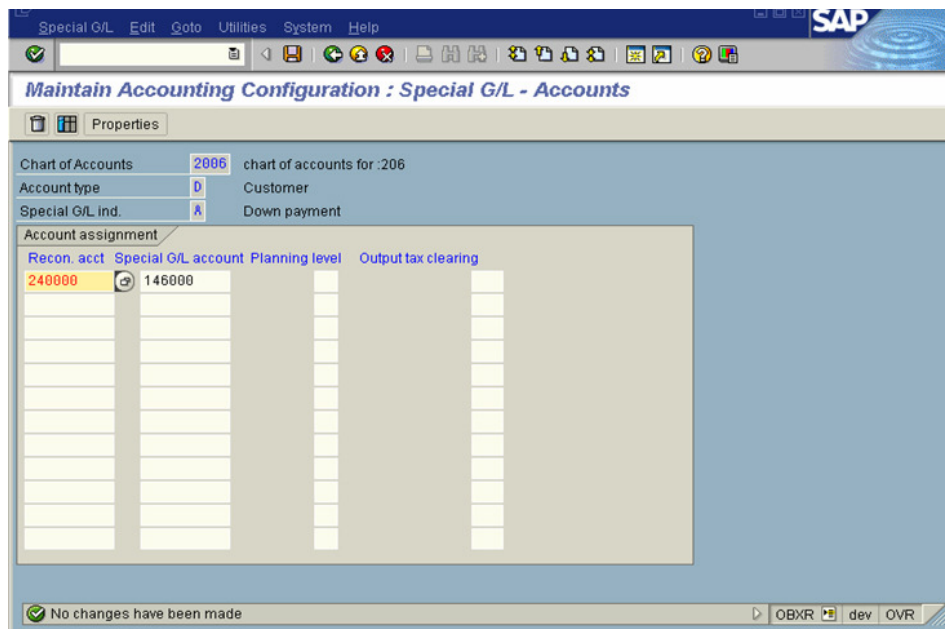 Special G/L Edit Goto Utilities System Help
SAP
Maintain Accounting Configuration : Special G/L - Accounts
Properties
Chart of Accounts 2006 chart of accounts for :206
Account type D Customer
Special G/L ind. A Down payment
Account assignment
Recon. acct Special G/L account Planning level Output tax clearing
240000 146000
No changes have been made OBXR dev OVR